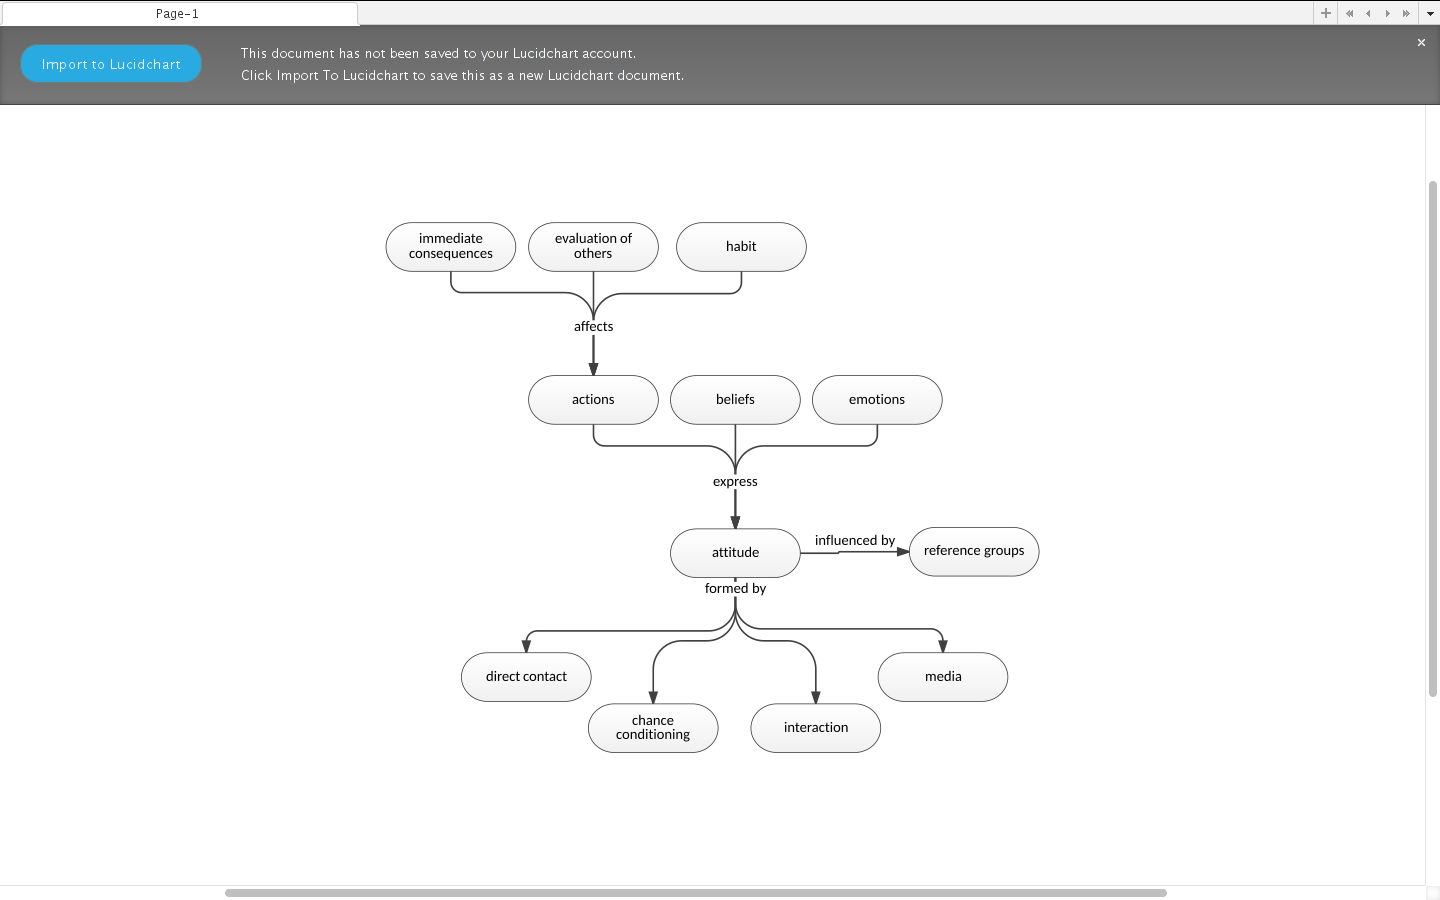 Page-1
Import to Lucidchart
This document has not been saved to your Lucidchart account.
Click Import To Lucidchart to save this as a new Lucidchart document.
immediate
consequences
evaluation of
others
habit
affects
actions
beliefs
emotions
express
attitude
influenced by
reference groups
formed by
direct contact
media
chance
conditioning
interaction